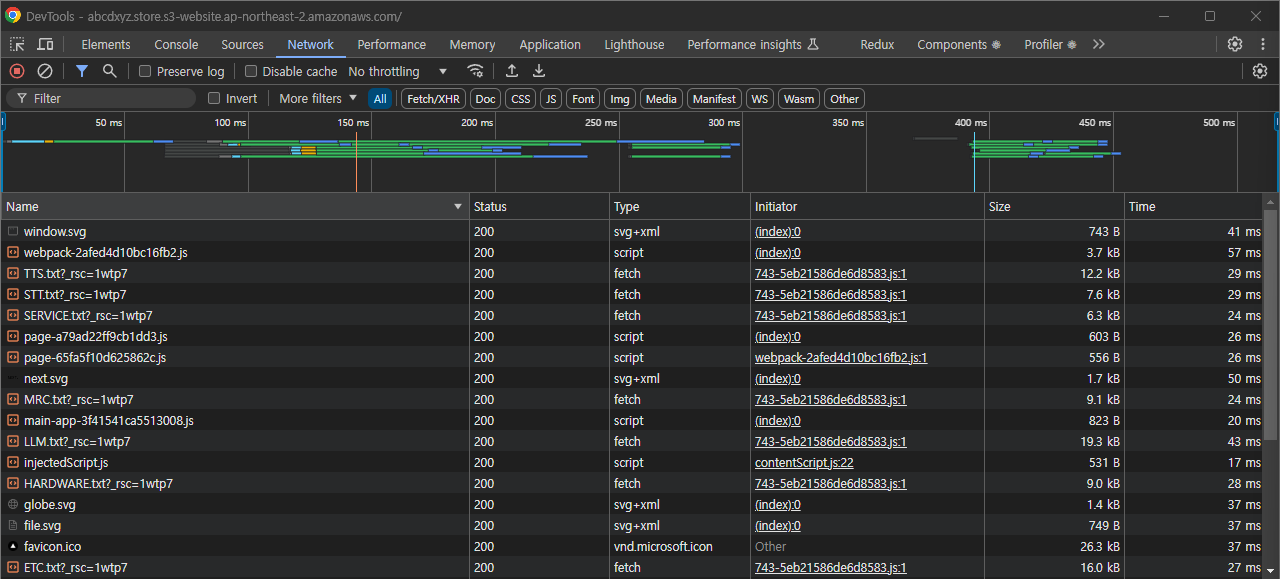 DevTools - abcdxyz.store.s3-website.ap-northeast-2.amazonaws.com/
Elements Console Sources Network Performance Memory Application Lighthouse Performance insights Redux Components Profiler
Preserve log Disable cache No throttling
Filter Invert More filters All Fetch/XHR Doc CSS JS Font Img Media Manifest WS Wasm Other
50 ms 100 ms 150 ms 200 ms 250 ms 300 ms 350 ms 400 ms 450 ms 500 ms
Name Status Type Initiator Size Time
window.svg 200 svg+xml (index):0 743 B 41 ms
webpack-2afed4d10bc16fb2.js 200 script (index):0 3.7 kB 57 ms
TTS.txt?_rsc=1wtp7 200 fetch 743-5eb21586de6d8583.js:1 12.2 kB 29 ms
STT.txt?_rsc=1wtp7 200 fetch 743-5eb21586de6d8583.js:1 7.6 kB 29 ms
SERVICE.txt?_rsc=1wtp7 200 fetch 743-5eb21586de6d8583.js:1 6.3 kB 24 ms
page-a79ad22ff9cb1dd3.js 200 script (index):0 603 B 26 ms
page-65fa5f10d625862c.js 200 script webpack-2afed4d10bc16fb2.js:1 556 B 26 ms
next.svg 200 svg+xml (index):0 1.7 kB 50 ms
MRC.txt?_rsc=1wtp7 200 fetch 743-5eb21586de6d8583.js:1 9.1 kB 24 ms
main-app-3f41541ca5513008.js 200 script (index):0 823 B 20 ms
LLM.txt?_rsc=1wtp7 200 fetch 743-5eb21586de6d8583.js:1 19.3 kB 43 ms
injectedScript.js 200 script contentScript.js:22 531 B 17 ms
HARDWARE.txt?_rsc=1wtp7 200 fetch 743-5eb21586de6d8583.js:1 9.0 kB 28 ms
globe.svg 200 svg+xml (index):0 1.4 kB 37 ms
file.svg 200 svg+xml (index):0 749 B 37 ms
favicon.ico 200 vnd.microsoft.icon Other 26.3 kB 37 ms
ETC.txt?_rsc=1wtp7 200 fetch 743-5eb21586de6d8583.js:1 16.0 kB 27 ms